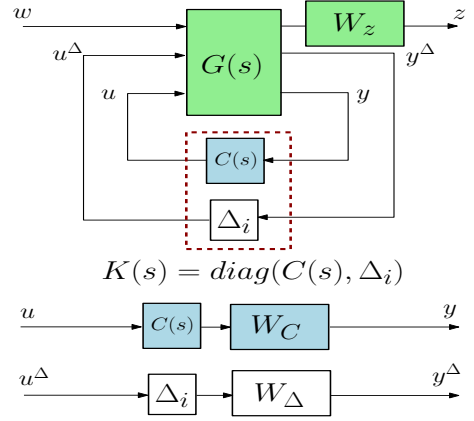 w
W_z
z
u^Δ
G(s)
y^Δ
u
y
C(s)
Δ_i
K(s) = diag(C(s), Δ_i)
u
C(s)
W_C
y
u^Δ
Δ_i
W_Δ
y^Δ